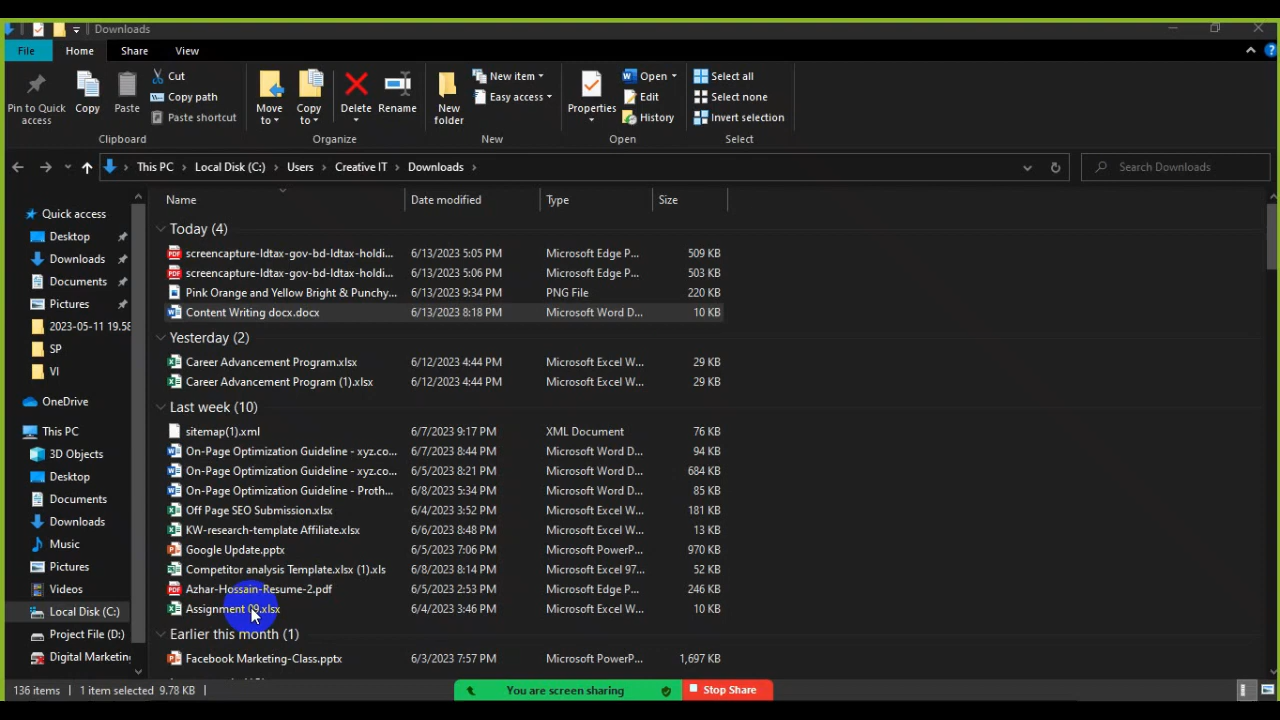 Downloads
File Home Share View
Pin to Quick access
Copy
Paste
Cut
Copy path
Paste shortcut
Clipboard
Move to
Copy to
Delete
Rename
Organize
New folder
New item
Easy access
New
Properties
Open
Edit
History
Open
Select all
Select none
Invert selection
Select
This PC Local Disk (C:) Users Creative IT Downloads
Search Downloads
Quick access
Desktop
Downloads
Documents
Pictures
2023-05-11 19.58
SP
VI
OneDrive
This PC
3D Objects
Desktop
Documents
Downloads
Music
Pictures
Videos
Local Disk (C:)
Project File (D:)
Digital Marketin
Name Date modified Type Size
Today (4)
screencapture-ldtax-gov-bd-ldtax-holdi... 6/13/2023 5:05 PM Microsoft Edge P... 509 KB
screencapture-ldtax-gov-bd-ldtax-holdi... 6/13/2023 5:06 PM Microsoft Edge P... 503 KB
Pink Orange and Yellow Bright & Punchy... 6/13/2023 9:34 PM PNG File 220 KB
Content Writing docx.docx 6/13/2023 8:18 PM Microsoft Word D... 10 KB
Yesterday (2)
Career Advancement Program.xlsx 6/12/2023 4:44 PM Microsoft Excel W... 29 KB
Career Advancement Program (1).xlsx 6/12/2023 4:44 PM Microsoft Excel W... 29 KB
Last week (10)
sitemap(1).xml 6/7/2023 9:17 PM XML Document 76 KB
On-Page Optimization Guideline - xyz.co... 6/7/2023 8:44 PM Microsoft Word D... 94 KB
On-Page Optimization Guideline - xyz.co... 6/5/2023 8:21 PM Microsoft Word D... 684 KB
On-Page Optimization Guideline - Proth... 6/8/2023 5:34 PM Microsoft Word D... 85 KB
Off Page SEO Submission.xlsx 6/4/2023 3:52 PM Microsoft Excel W... 181 KB
KW-research-template Affiliate.xlsx 6/6/2023 8:48 PM Microsoft Excel W... 13 KB
Google Update.pptx 6/5/2023 7:06 PM Microsoft PowerP... 970 KB
Competitor analysis Template.xlsx (1).xls 6/8/2023 8:14 PM Microsoft Excel 97... 52 KB
Azhar-Hossain-Resume-2.pdf 6/5/2023 2:53 PM Microsoft Edge P... 246 KB
Assignment 09.xlsx 6/4/2023 3:46 PM Microsoft Excel W... 10 KB
Earlier this month (1)
Facebook Marketing-Class.pptx 6/3/2023 7:57 PM Microsoft PowerP... 1,697 KB
136 items 1 item selected 9.78 KB
You are screen sharing Stop Share